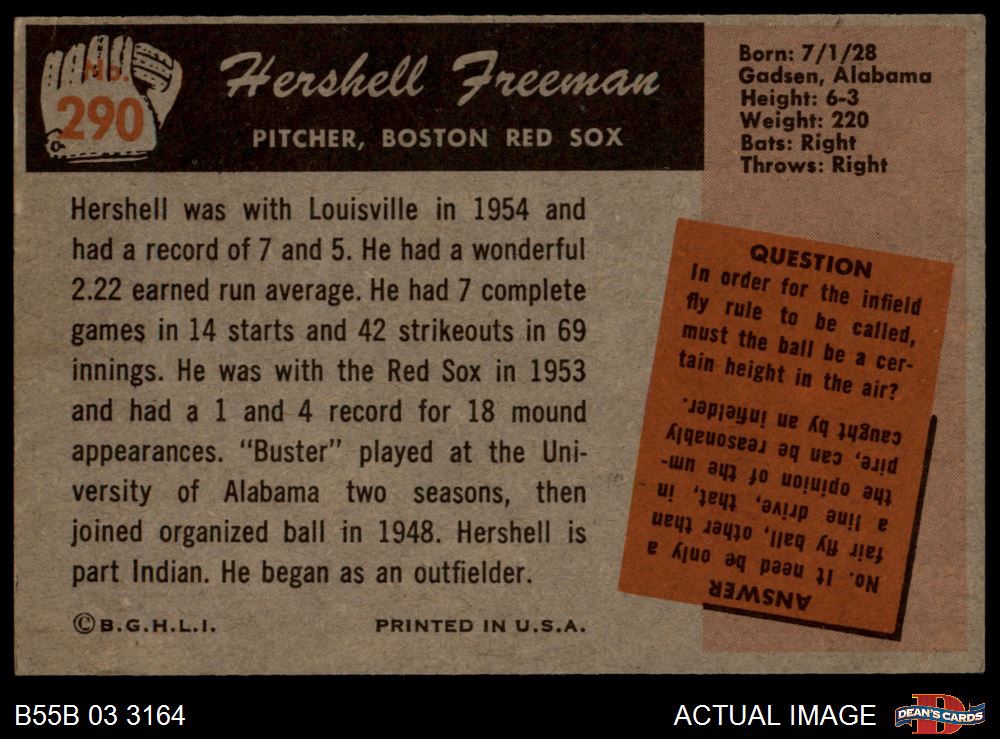 No.
290
Hershell Freeman
PITCHER, BOSTON RED SOX
Born: 7/1/28
Gadsen, Alabama
Height: 6-3
Weight: 220
Bats: Right
Throws: Right
Hershell was with Louisville in 1954 and
had a record of 7 and 5. He had a wonderful
2.22 earned run average. He had 7 complete
games in 14 starts and 42 strikeouts in 69
innings. He was with the Red Sox in 1953
and had a 1 and 4 record for 18 mound
appearances. “Buster” played at the Uni-
versity of Alabama two seasons, then
joined organized ball in 1948. Hershell is
part Indian. He began as an outfielder.
©B.G.H.L.I.
PRINTED IN U.S.A.
QUESTION
In order for the infield
fly rule to be called,
must the ball be a cer-
tain height in the air?
ANSWER
No. It need be only a
fair fly ball, other than
a line drive, that, in
the opinion of the um-
pire, can be reasonably
caught by an infielder.
B55B 03 3164
ACTUAL IMAGE
D
DEAN'S CARDS